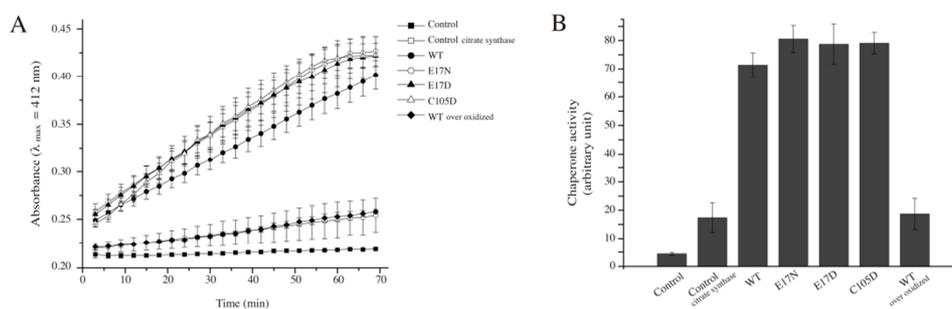 A
Absorbance (λ max = 412 nm)
0.45
0.40
0.35
0.30
0.25
0.20
0 10 20 30 40 50 60 70
Time (min)
Control
Control citrate synthase
WT
E17N
E17D
C105D
WT over oxidized
B
Chaperone activity
(arbitrary unit)
80
70
60
50
40
30
20
10
0
Control
Control
citrate synthase
WT
E17N
E17D
C105D
WT
over oxidized